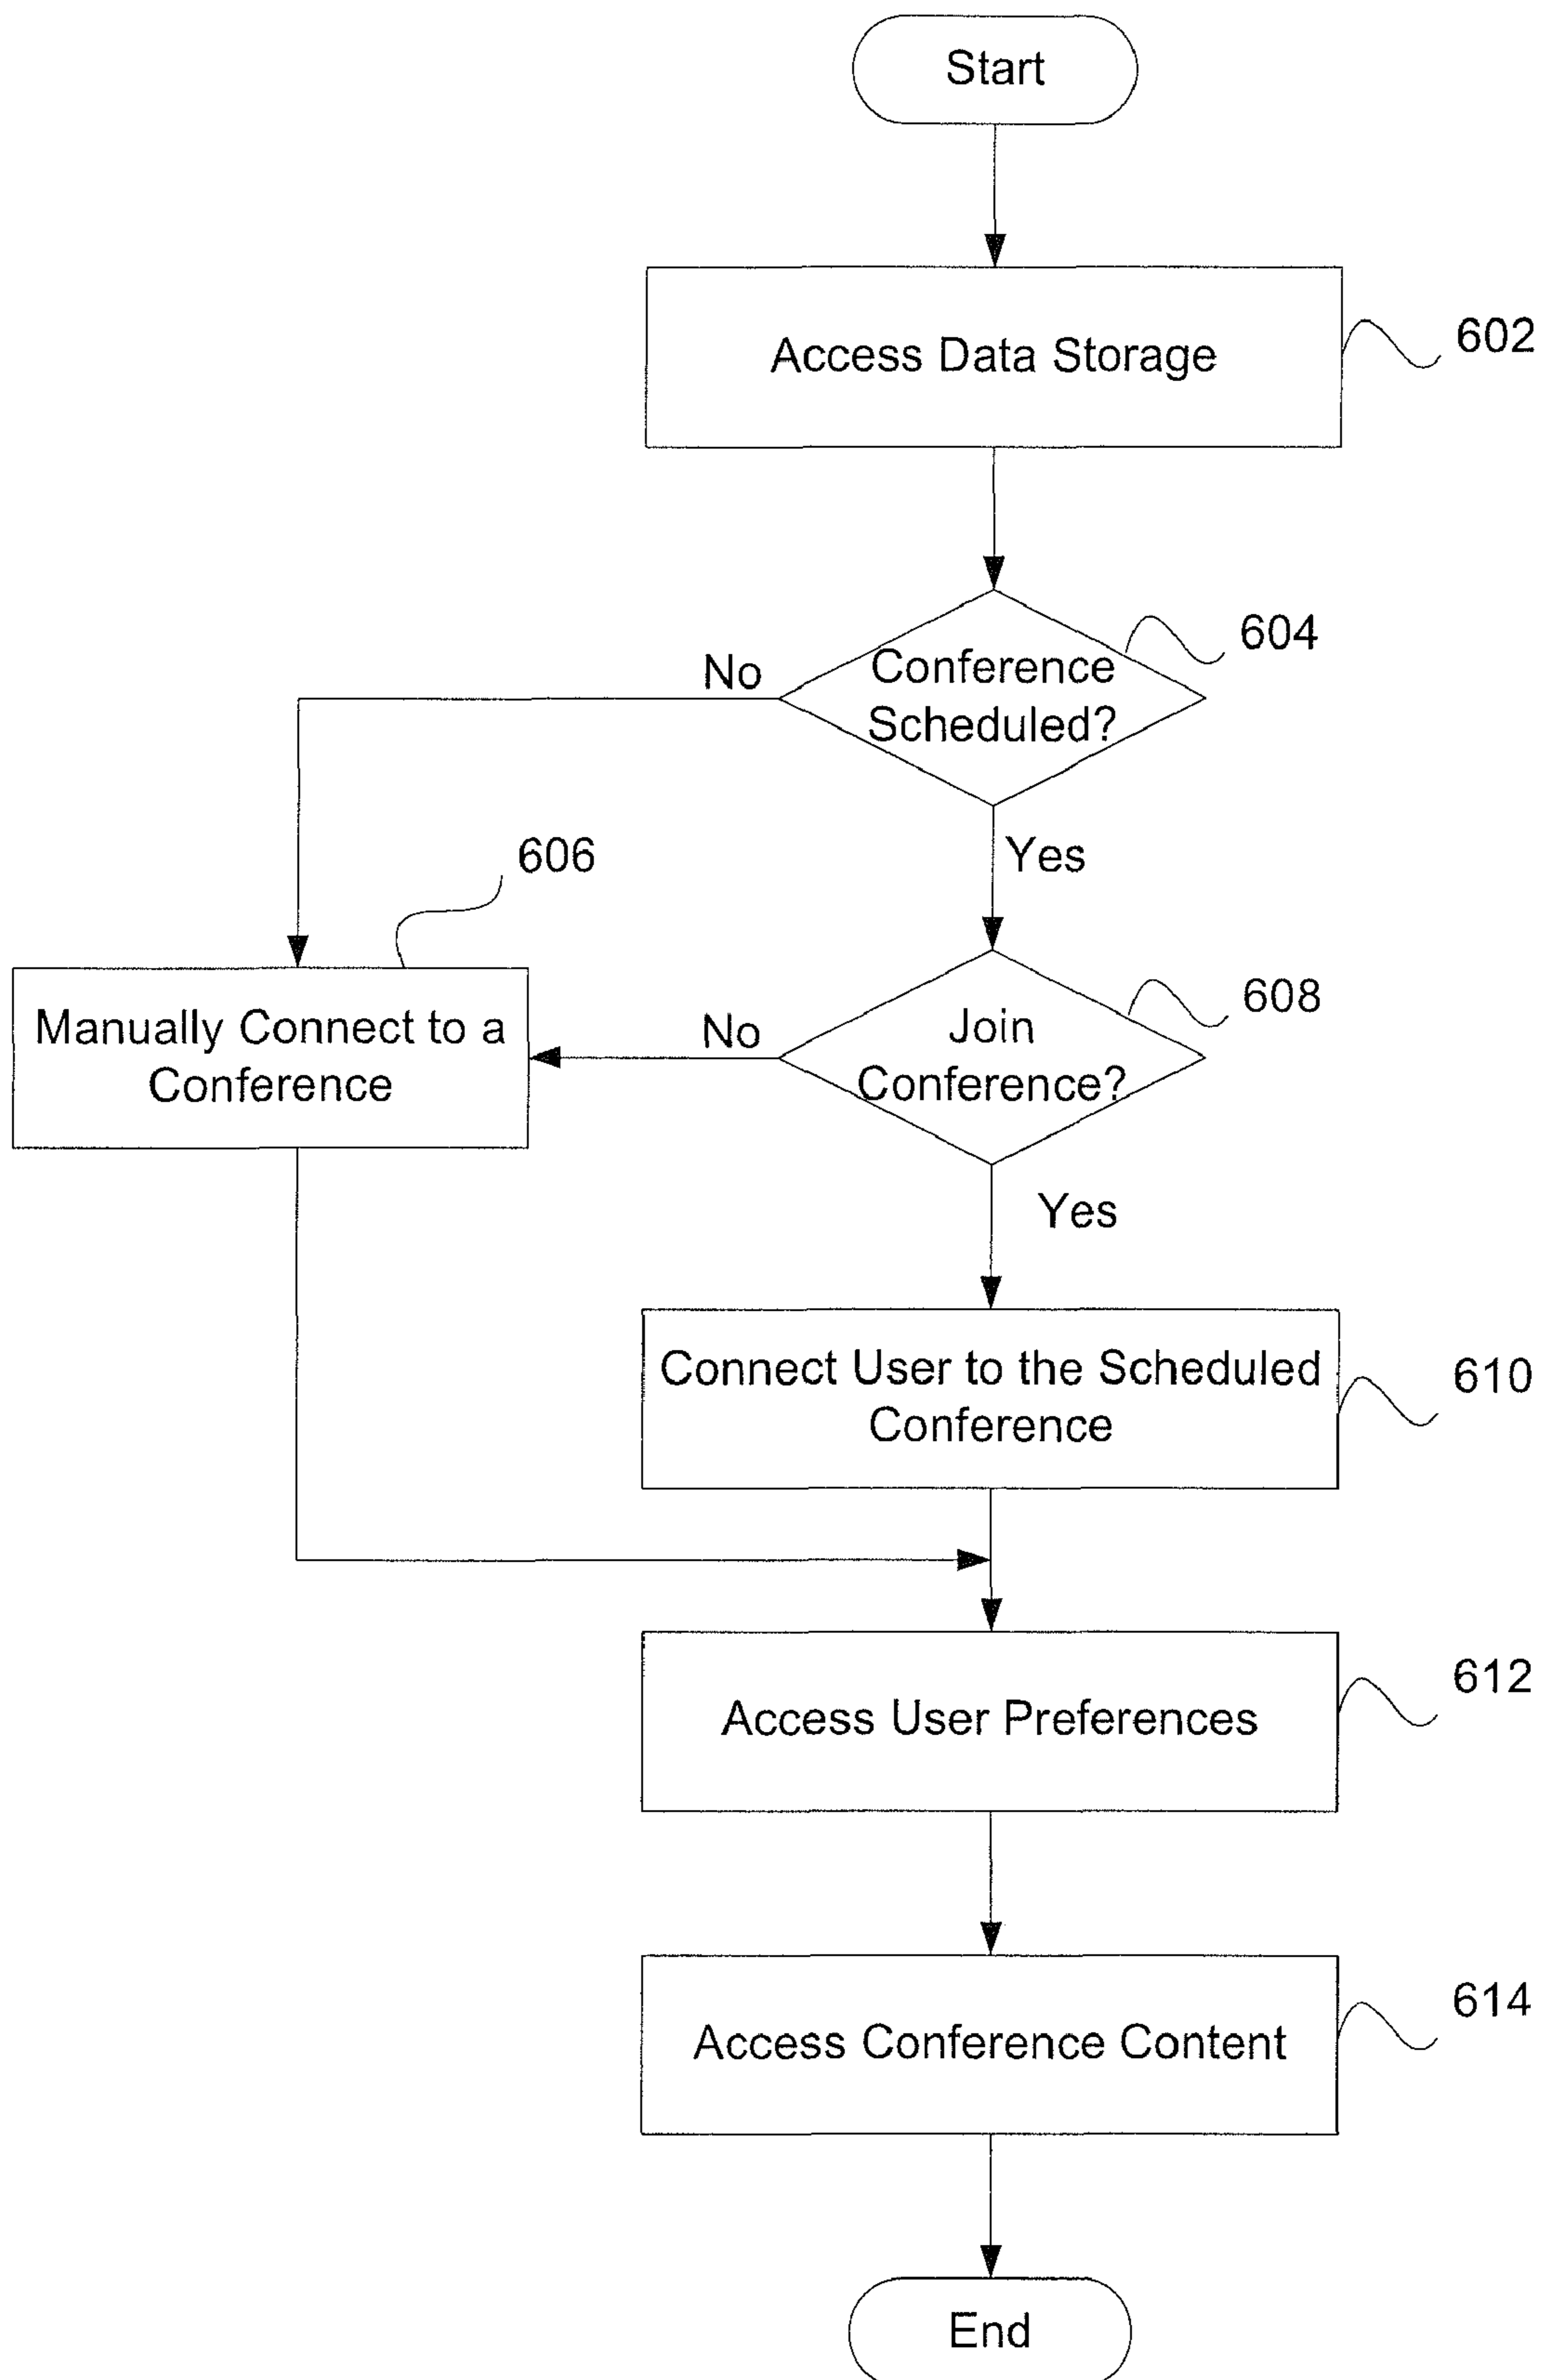 Start
Access Data Storage
602
604
No
Conference
Scheduled?
Yes
606
608
Manually Connect to a
Conference
No
Join
Conference?
Yes
Connect User to the Scheduled
Conference
610
Access User Preferences
612
Access Conference Content
614
End